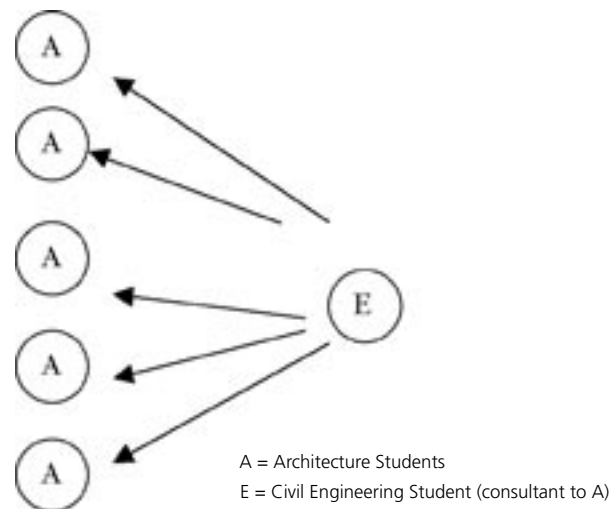 A
A
A
E
A
A
A = Architecture Students
E = Civil Engineering Student (consultant to A)